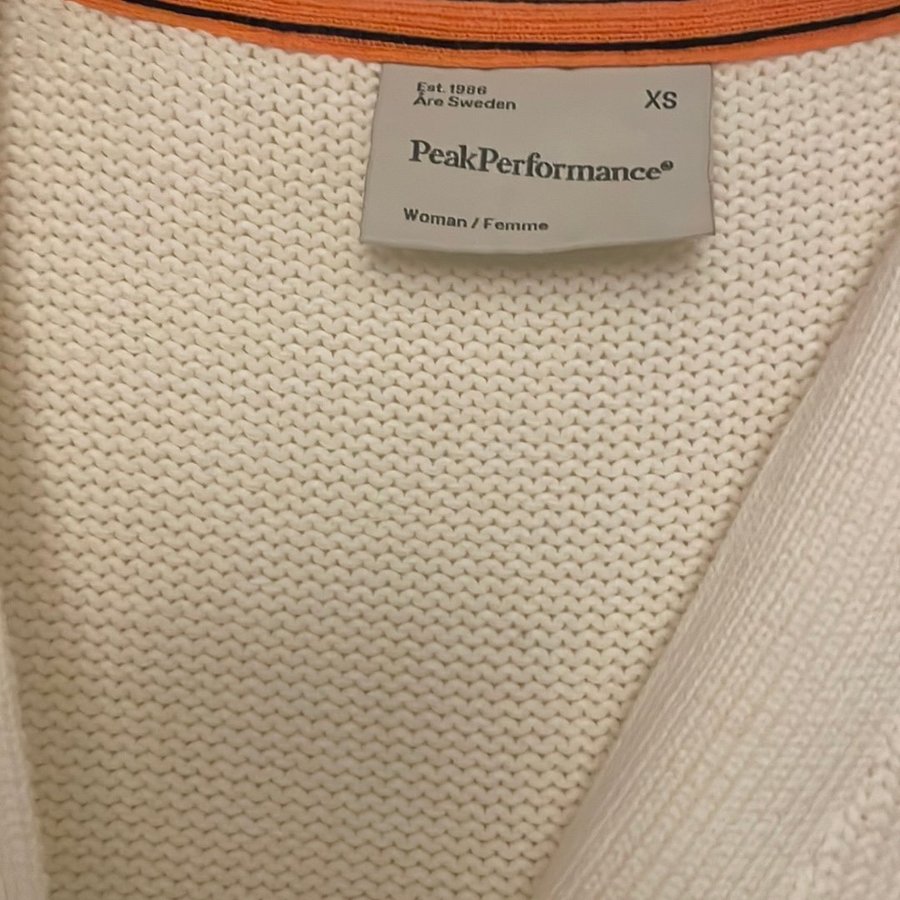 Est. 1986
Åre Sweden
XS
PeakPerformance®
Woman / Femme